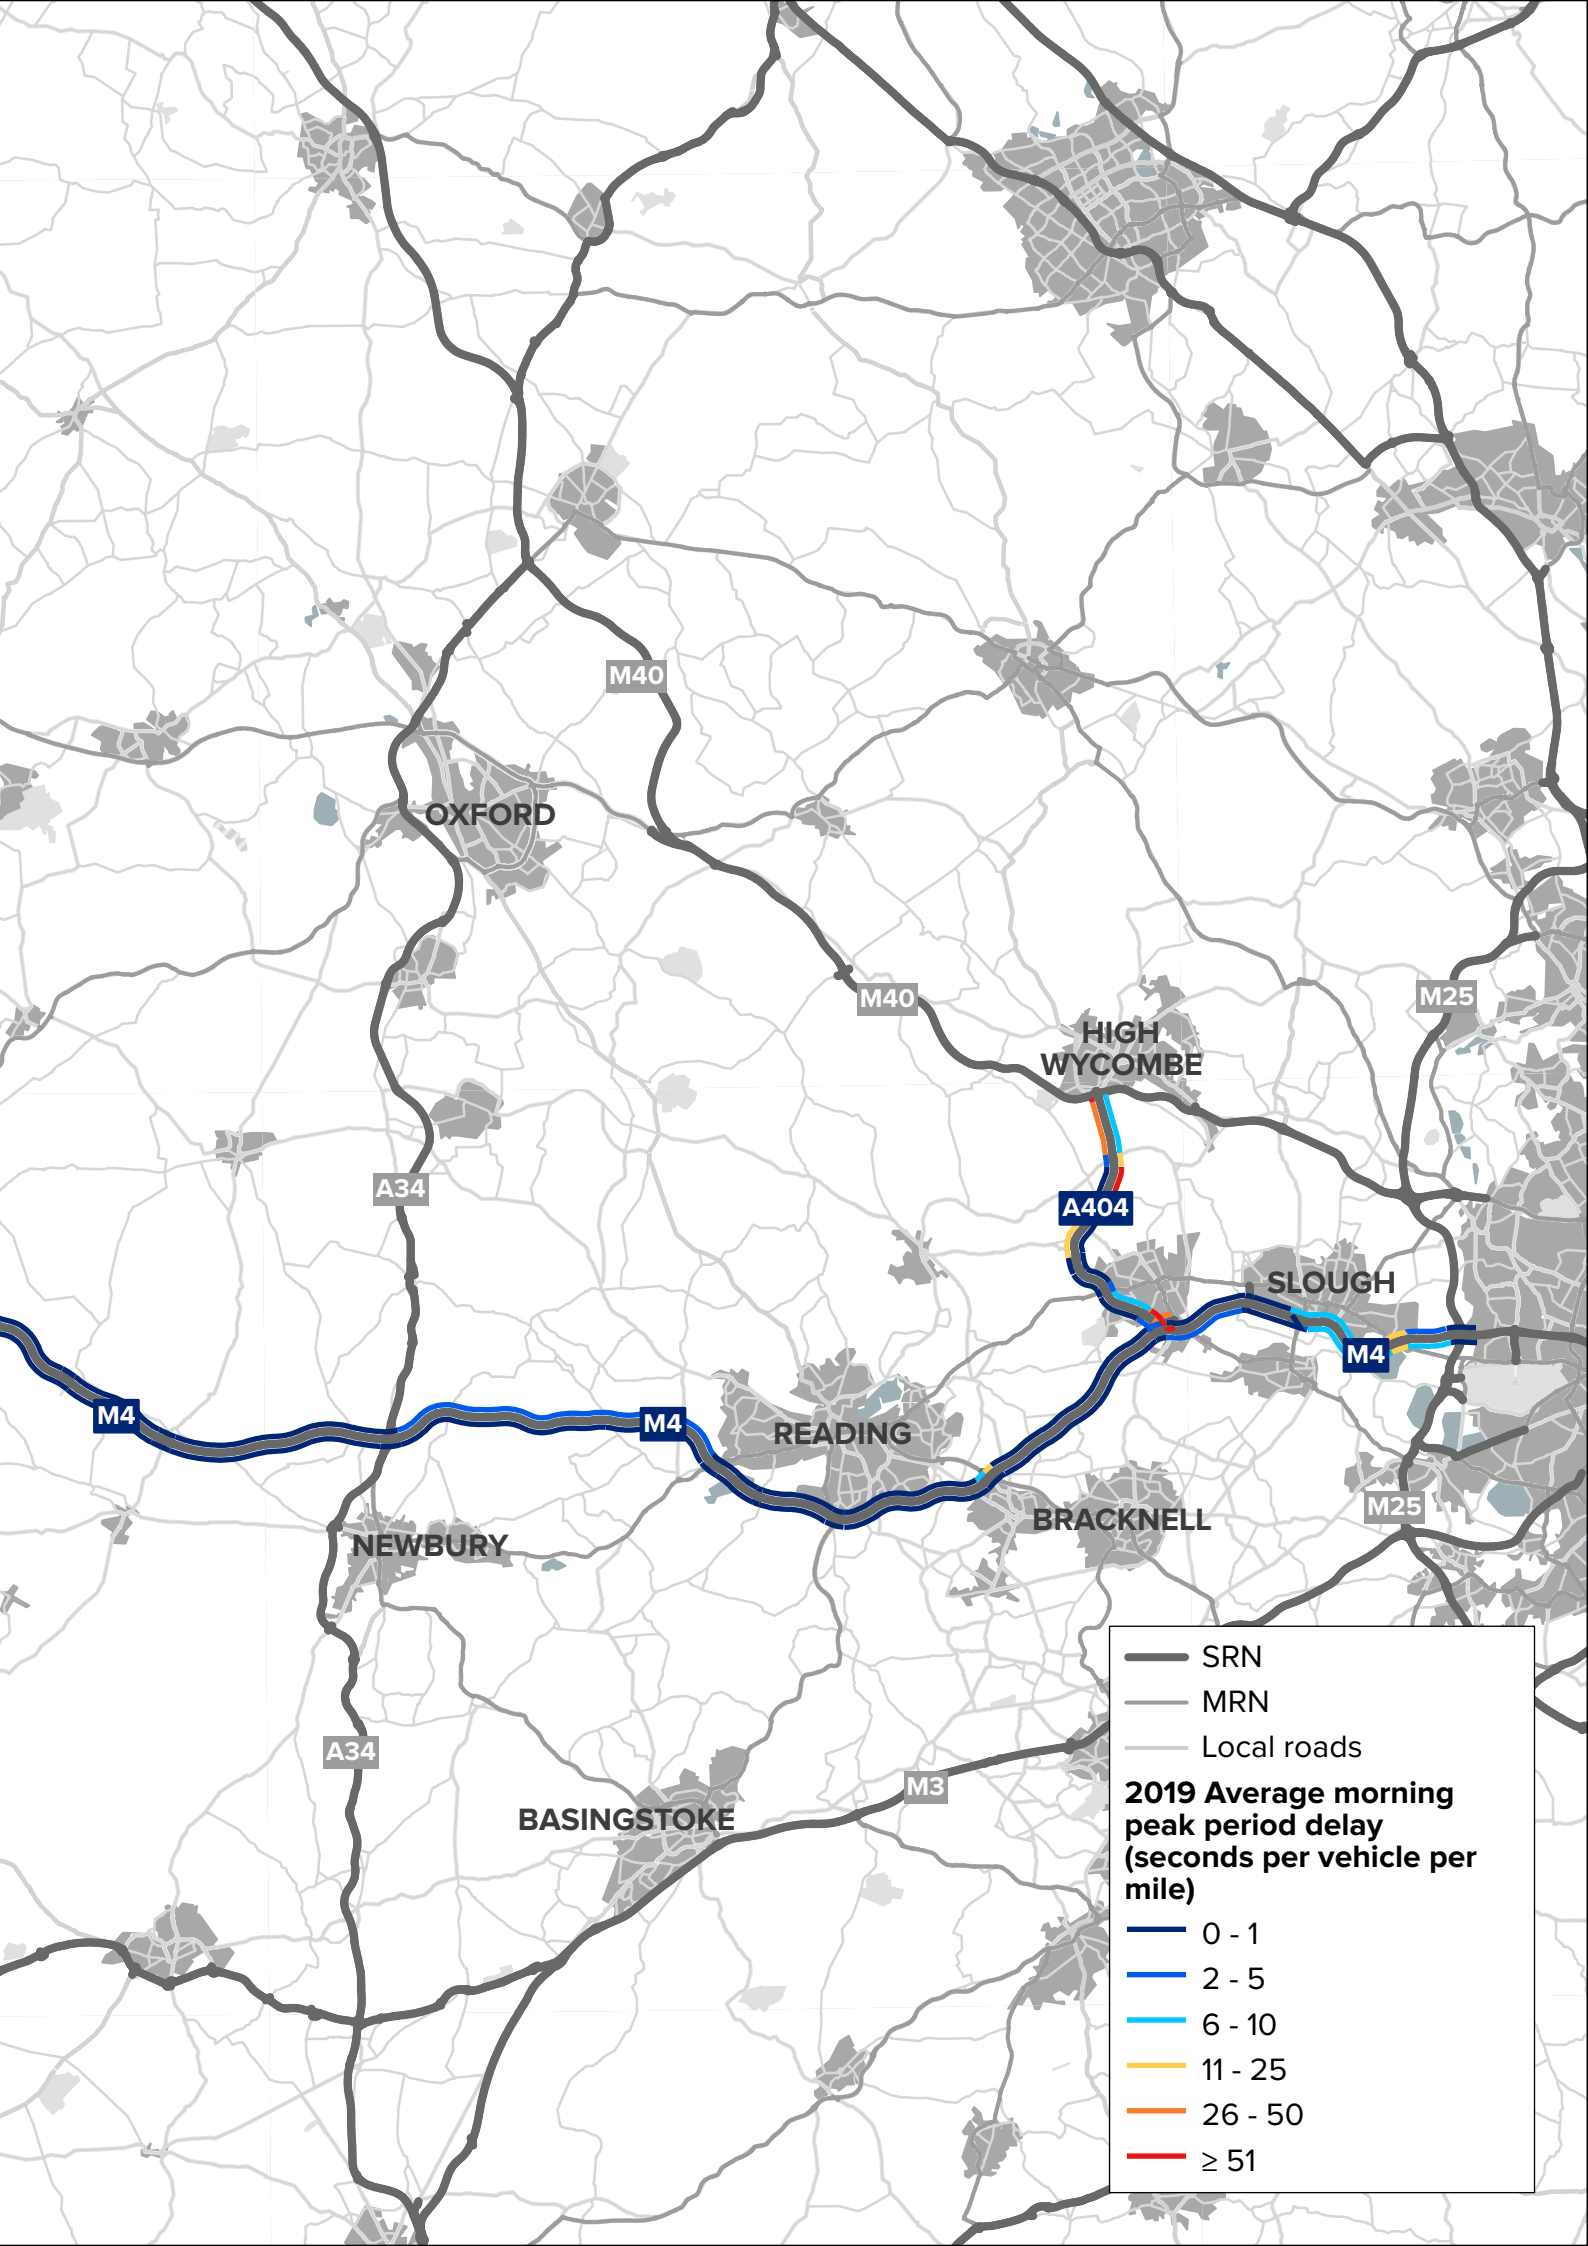 M40
OXFORD
M40
M25
HIGH
WYCOMBE
A34
A404
SLOUGH
M4
M4
M4
READING
M25
BRACKNELL
NEWBURY
A34
M3
BASINGSTOKE
SRN
MRN
Local roads
2019 Average morning
peak period delay
(seconds per vehicle per
mile)
0 - 1
2 - 5
6 - 10
11 - 25
26 - 50
≥ 51